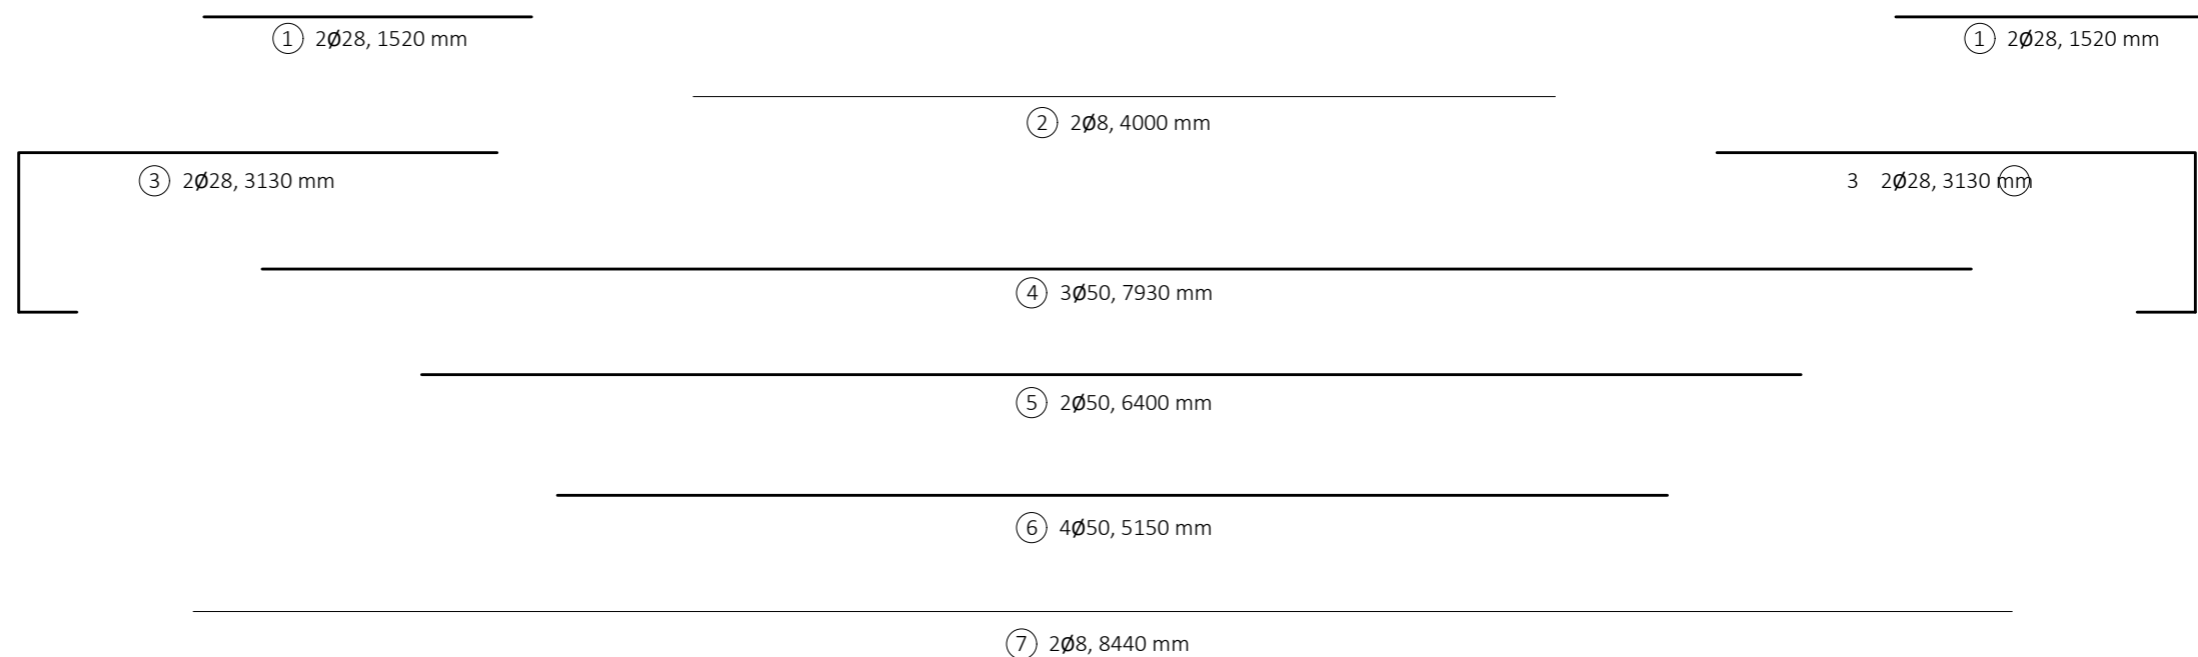 1 2Ø28, 1520 mm
1 2Ø28, 1520 mm
2 2Ø8, 4000 mm
3 2Ø28, 3130 mm
3 2Ø28, 3130 mm
4 3Ø50, 7930 mm
5 2Ø50, 6400 mm
6 4Ø50, 5150 mm
7 2Ø8, 8440 mm